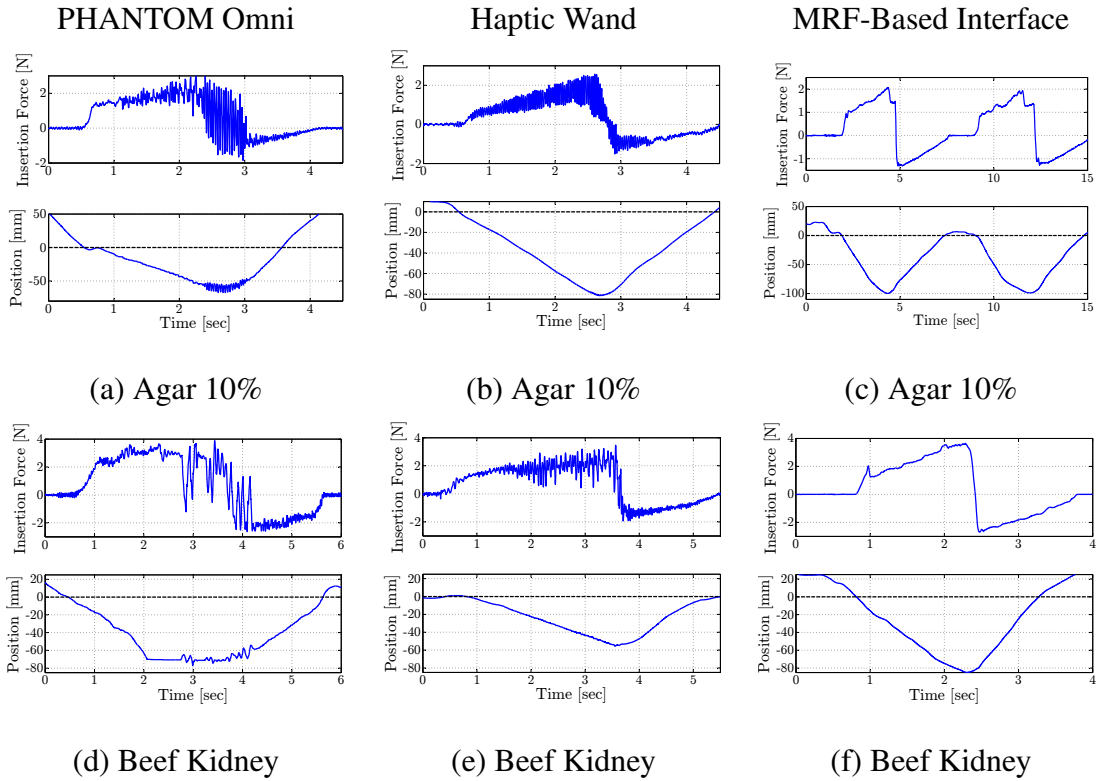 PHANTOM Omni
Haptic Wand
MRF-Based Interface
Insertion Force [N]
2
0
-2
0 1 2 3 4
Position [mm]
50
0
-50
0 1 2 3 4
Time [sec]
Insertion Force [N]
2
0
-2
0 1 2 3 4
Position [mm]
0
-20
-40
-60
-80
0 1 2 3 4
Time [sec]
Insertion Force [N]
2
1
0
-1
0 5 10 15
Position [mm]
50
0
-50
-100
0 5 10 15
Time [sec]
(a) Agar 10%
(b) Agar 10%
(c) Agar 10%
Insertion Force [N]
4
2
0
-2
0 1 2 3 4 5 6
Position [mm]
20
0
-20
-40
-60
-80
0 1 2 3 4 5 6
Time [sec]
Insertion Force [N]
4
2
0
-2
0 1 2 3 4 5
Position [mm]
20
0
-20
-40
-60
-80
0 1 2 3 4 5
Time [sec]
Insertion Force [N]
4
2
0
-2
0 1 2 3 4
Position [mm]
20
0
-20
-40
-60
-80
0 1 2 3 4
Time [sec]
(d) Beef Kidney
(e) Beef Kidney
(f) Beef Kidney